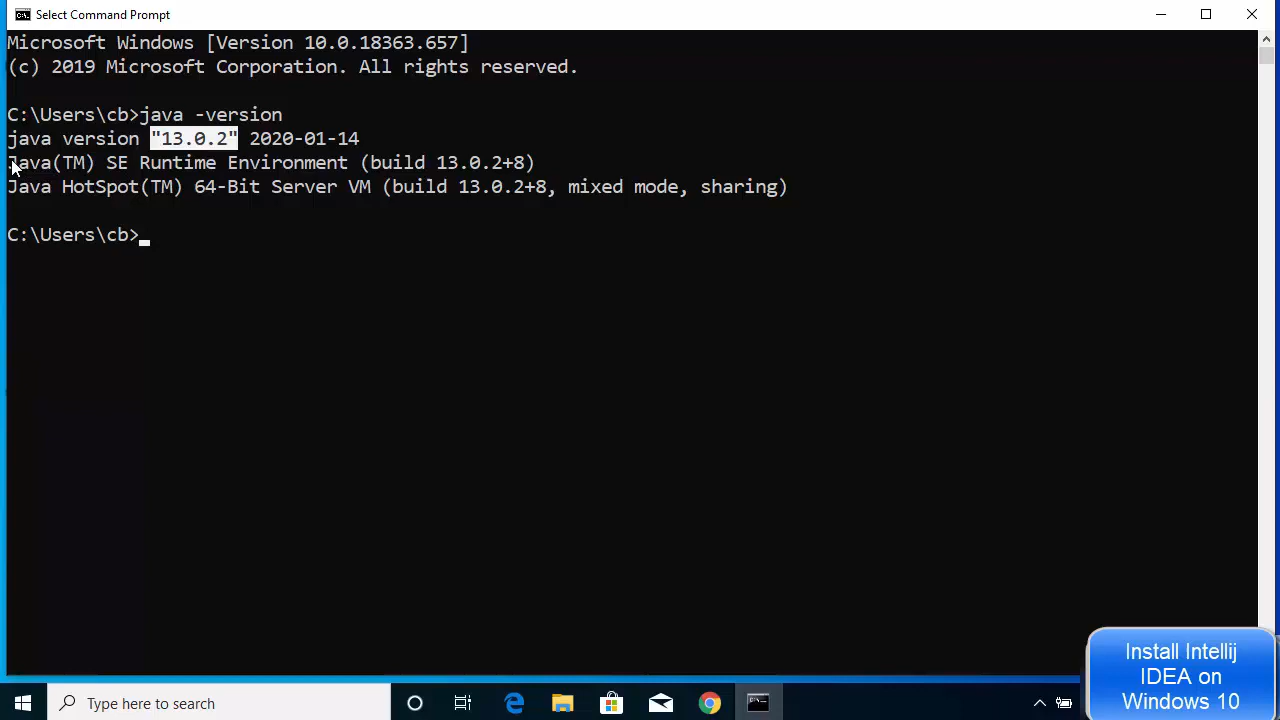 Select Command Prompt
Microsoft Windows [Version 10.0.18363.657]
(c) 2019 Microsoft Corporation. All rights reserved.
C:\Users\cb>java -version
java version "13.0.2" 2020-01-14
Java(TM) SE Runtime Environment (build 13.0.2+8)
Java HotSpot(TM) 64-Bit Server VM (build 13.0.2+8, mixed mode, sharing)
C:\Users\cb>
Install Intellij
IDEA on
Windows 10
Type here to search